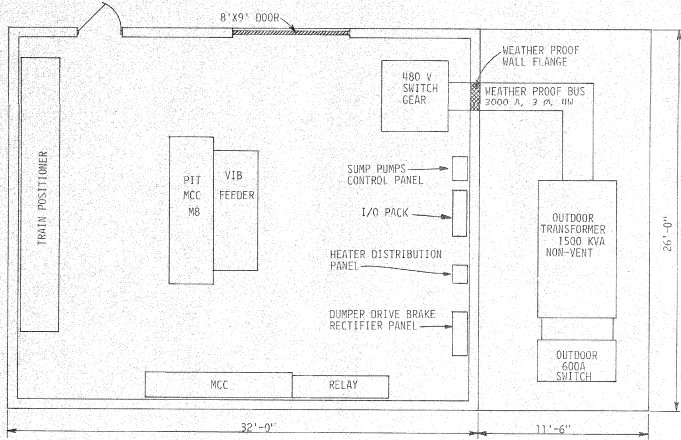 8'X9' DOOR
WEATHER PROOF
WALL FLANGE
480 V
SWITCH
GEAR
WEATHER PROOF BUS
3000 A, 3 Ø, 4W
TRAIN POSITIONER
PIT
MCC
M8
VIB
FEEDER
SUMP PUMPS
CONTROL PANEL
I/O PACK
HEATER DISTRIBUTION
PANEL
DUMPER DRIVE BRAKE
RECTIFIER PANEL
OUTDOOR
TRANSFORMER
1500 KVA
NON-VENT
26'-0"
OUTDOOR
600A
SWITCH
MCC
RELAY
32'-0"
11'-6"